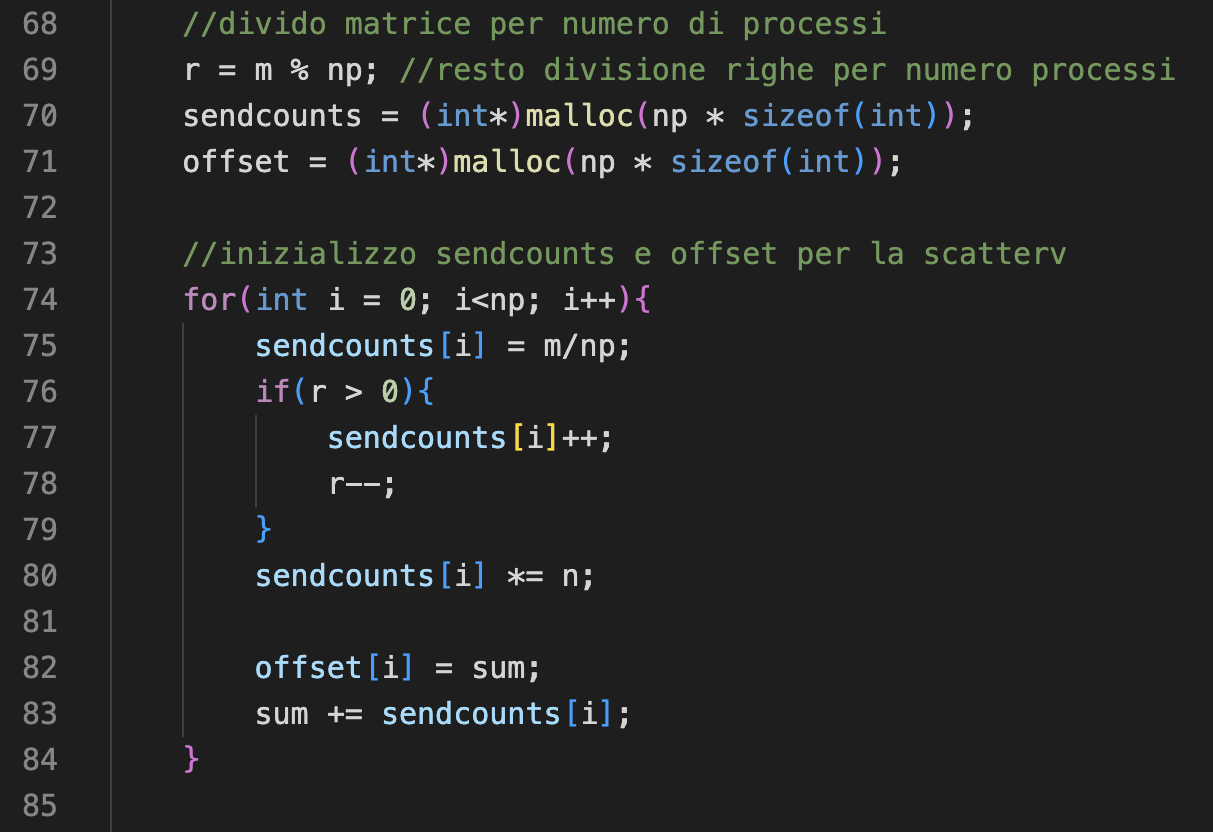 68 //divido matrice per numero di processi
69 r = m % np; //resto divisione righe per numero processi
70 sendcounts = (int*)malloc(np * sizeof(int));
71 offset = (int*)malloc(np * sizeof(int));
72
73 //inizializzo sendcounts e offset per la scatterv
74 for(int i = 0; i<np; i++){
75 sendcounts[i] = m/np;
76 if(r > 0){
77 sendcounts[i]++;
78 r--;
79 }
80 sendcounts[i] *= n;
81
82 offset[i] = sum;
83 sum += sendcounts[i];
84 }
85